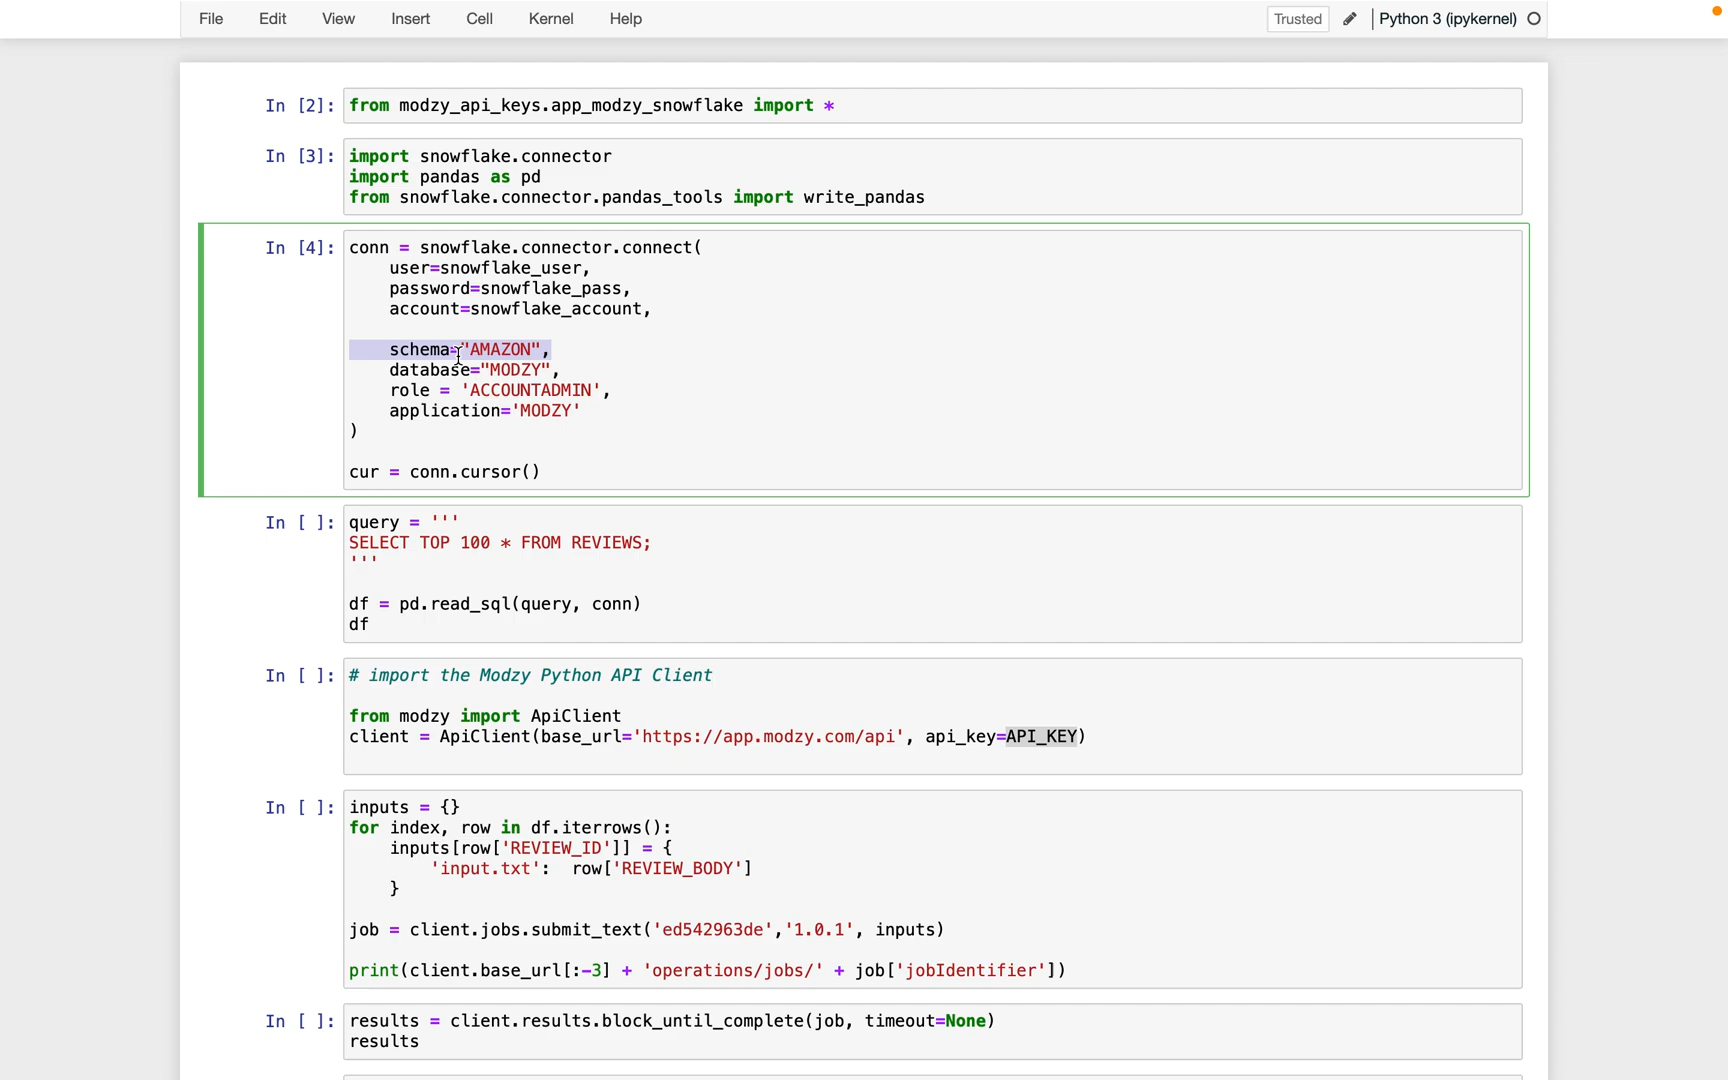 File Edit View Insert Cell Kernel Help Trusted Python 3 (ipykernel)
In [2]: from modzy_api_keys.app_modzy_snowflake import *
In [3]: import snowflake.connector
import pandas as pd
from snowflake.connector.pandas_tools import write_pandas
In [4]: conn = snowflake.connector.connect(
user=snowflake_user,
password=snowflake_pass,
account=snowflake_account,
schema="AMAZON",
database="MODZY",
role = 'ACCOUNTADMIN',
application='MODZY'
)
cur = conn.cursor()
In [ ]: query = '''
SELECT TOP 100 * FROM REVIEWS;
'''
df = pd.read_sql(query, conn)
df
In [ ]: # import the Modzy Python API Client
from modzy import ApiClient
client = ApiClient(base_url='https://app.modzy.com/api', api_key=API_KEY)
In [ ]: inputs = {}
for index, row in df.iterrows():
inputs[row['REVIEW_ID']] = {
'input.txt': row['REVIEW_BODY']
}
job = client.jobs.submit_text('ed542963de','1.0.1', inputs)
print(client.base_url[:-3] + 'operations/jobs/' + job['jobIdentifier'])
In [ ]: results = client.results.block_until_complete(job, timeout=None)
results